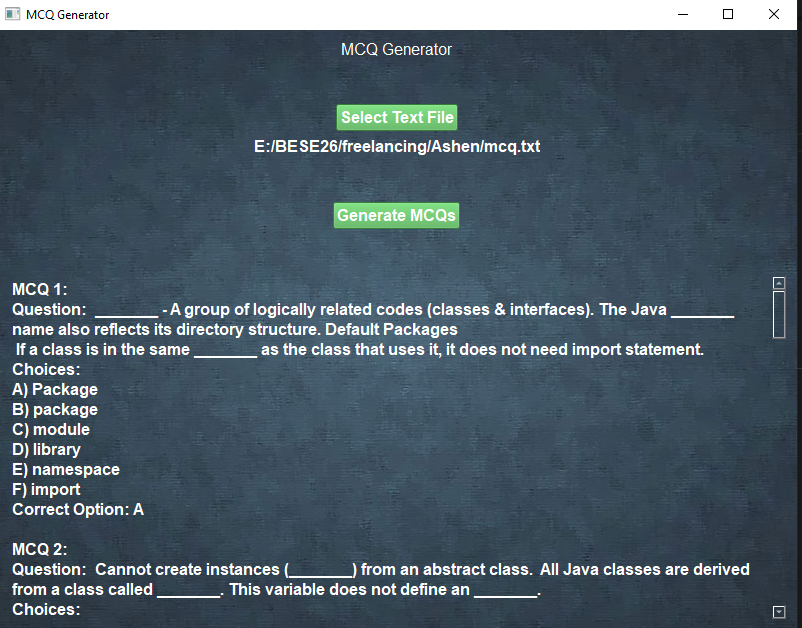 MCQ Generator
MCQ Generator
Select Text File
E:/BESE26/freelancing/Ashen/mcq.txt
Generate MCQs
MCQ 1:
Question:  _______ - A group of logically related codes (classes & interfaces). The Java _______
name also reflects its directory structure. Default Packages
If a class is in the same _______ as the class that uses it, it does not need import statement.
Choices:
A) Package
B) package
C) module
D) library
E) namespace
F) import
Correct Option: A
MCQ 2:
Question:  Cannot create instances (_______) from an abstract class.  All Java classes are derived
from a class called _______. This variable does not define an _______.
Choices: